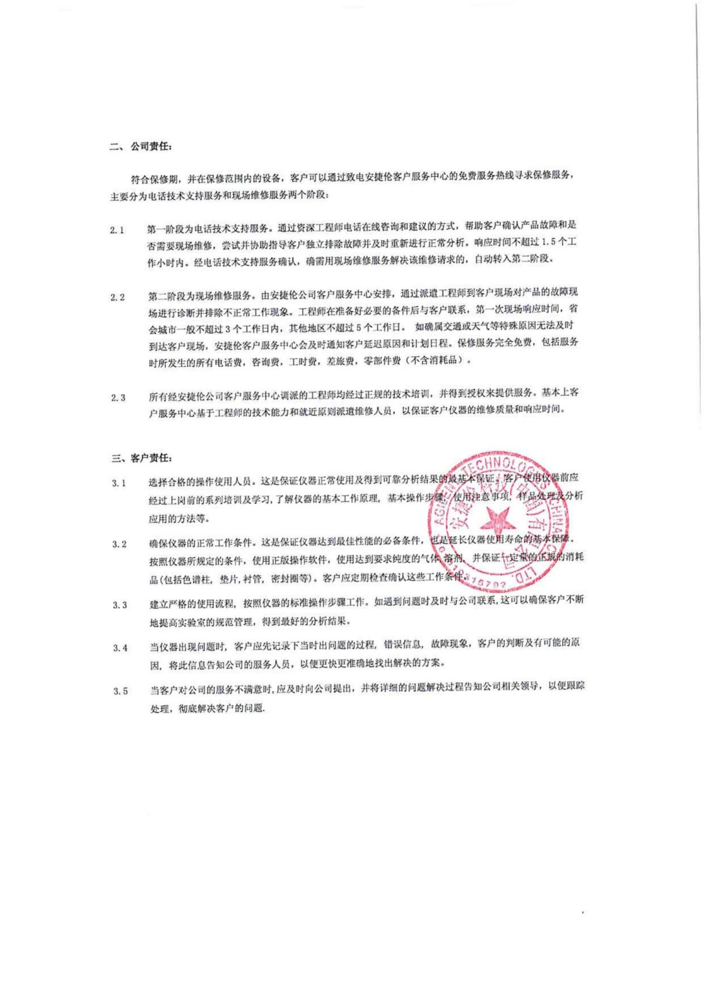 二、 公司责任:
符合保修期，并在保修范围内的设备，客户可以通过致电安捷伦客户服务中心的免费服务热线寻求保修服务，
主要分为电话技术支持服务和现场维修服务两个阶段:
2.1 第一阶段为电话技术支持服务。通过资深工程师电话在线咨询和建议的方式，帮助客户确认产品故障和是
否需要现场维修，尝试并协助指导客户独立排除故障并及时重新进行正常分析。响应时间不超过 1.5 个工
作小时内。经电话技术支持服务确认，确需用现场维修服务解决该维修请求的，自动转入第二阶段。
2.2 第二阶段为现场维修服务。由安捷伦公司客户服务中心安排，通过派遣工程师到客户现场对产品的故障现
场进行诊断并排除不正常工作现象。工程师在准备好必要的备件后与客户联系，第一次现场响应时间，省
会城市一般不超过 3 个工作日内，其他地区不超过 5 个工作日。 如确属交通或天气等特殊原因无法及时
到达客户现场，安捷伦客户服务中心会及时通知客户延迟原因和计划日程。保修服务完全免费，包括服务
时所发生的所有电话费，咨询费，工时费，差旅费，零部件费（不含消耗品）。
2.3 所有经安捷伦公司客户服务中心调派的工程师均经过正规的技术培训，并得到授权来提供服务。基本上客
户服务中心基于工程师的技术能力和就近原则派遣维修人员，以保证客户仪器的维修质量和响应时间。
三、客户责任:
3.1 选择合格的操作使用人员。这是保证仪器正常使用及得到可靠分析结果的最基本保证。客户使用仪器前应
经过上岗前的系列培训及学习,了解仪器的基本工作原理, 基本操作步骤, 使用注意事项, 样品处理及分析
应用的方法等。
3.2 确保仪器的正常工作条件。这是保证仪器达到最佳性能的必备条件，也是延长仪器使用寿命的基本保障。
按照仪器所规定的条件，使用正版操作软件，使用达到要求纯度的气体,溶剂, 并保证一定量的正规的消耗
品(包括色谱柱, 垫片,衬管, 密封圈等)。客户应定期检查确认这些工作条件。
3.3 建立严格的使用流程, 按照仪器的标准操作步骤工作。如遇到问题时及时与公司联系,这可以确保客户不断
地提高实验室的规范管理，得到最好的分析结果。
3.4 当仪器出现问题时, 客户应先记录下当时出问题的过程, 错误信息, 故障现象, 客户的判断及有可能的原
因, 将此信息告知公司的服务人员，以便更快更准确地找出解决的方案。
3.5 当客户对公司的服务不满意时,应及时向公司提出，并将详细的问题解决过程告知公司相关领导，以便跟踪
处理，彻底解决客户的问题.
AGILENT TECHNOLOGIES (CHINA) CO., LTD.
安捷伦科技(中国)有限公司